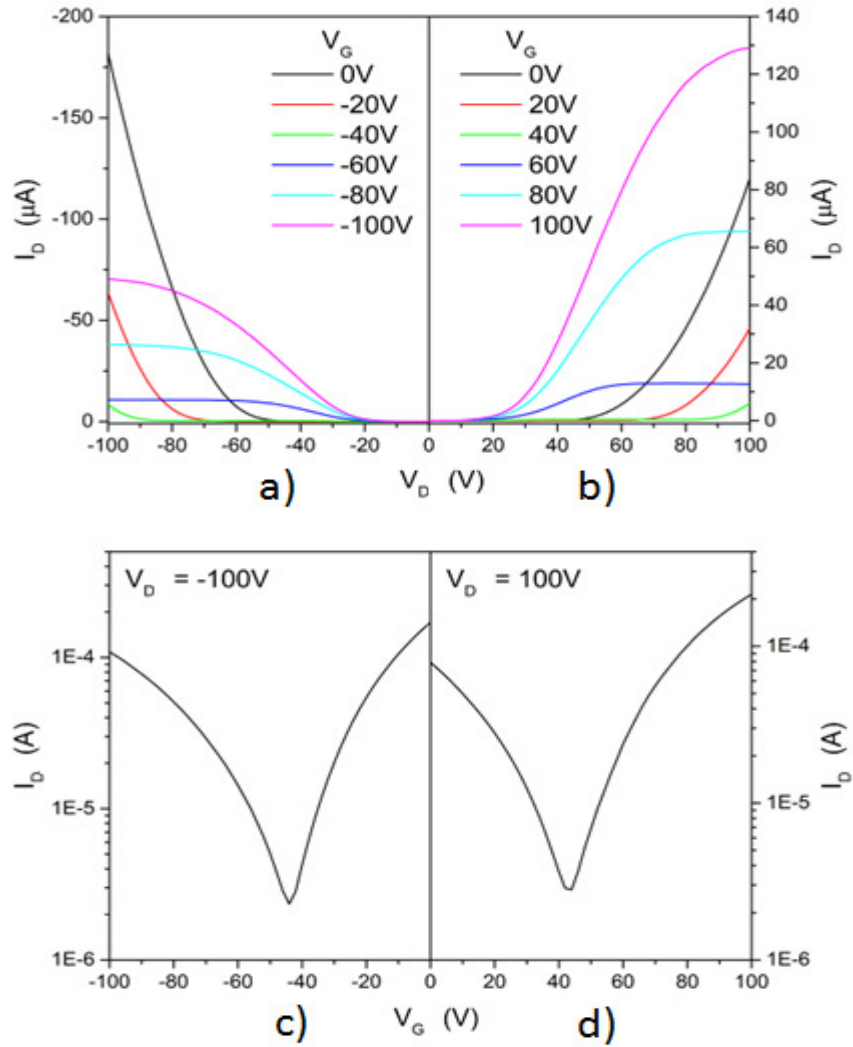 -200
-150
-100
-50
0
I_D (μA)
V_G
0V
-20V
-40V
-60V
-80V
-100V
V_G
0V
20V
40V
60V
80V
100V
140
120
100
80
60
40
20
0
I_D (μA)
-100 -80 -60 -40 -20 0 20 40 60 80 100
a) V_D (V) b)
V_D = -100V
V_D = 100V
1E-4
1E-5
1E-6
I_D (A)
1E-4
1E-5
1E-6
I_D (A)
-100 -80 -60 -40 -20 0 20 40 60 80 100
c) V_G (V) d)